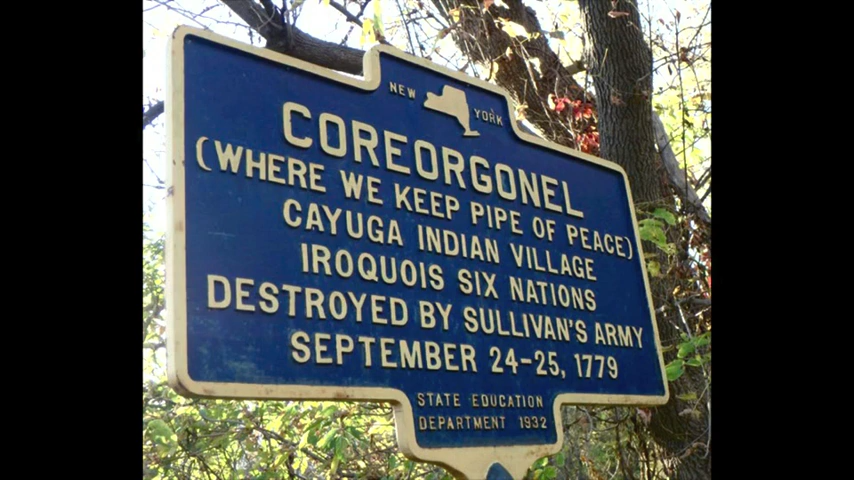 NEW YORK
COREORGONEL
(WHERE WE KEEP PIPE OF PEACE)
CAYUGA INDIAN VILLAGE
IROQUOIS SIX NATIONS
DESTROYED BY SULLIVAN'S ARMY
SEPTEMBER 24-25, 1779
STATE EDUCATION
DEPARTMENT 1932